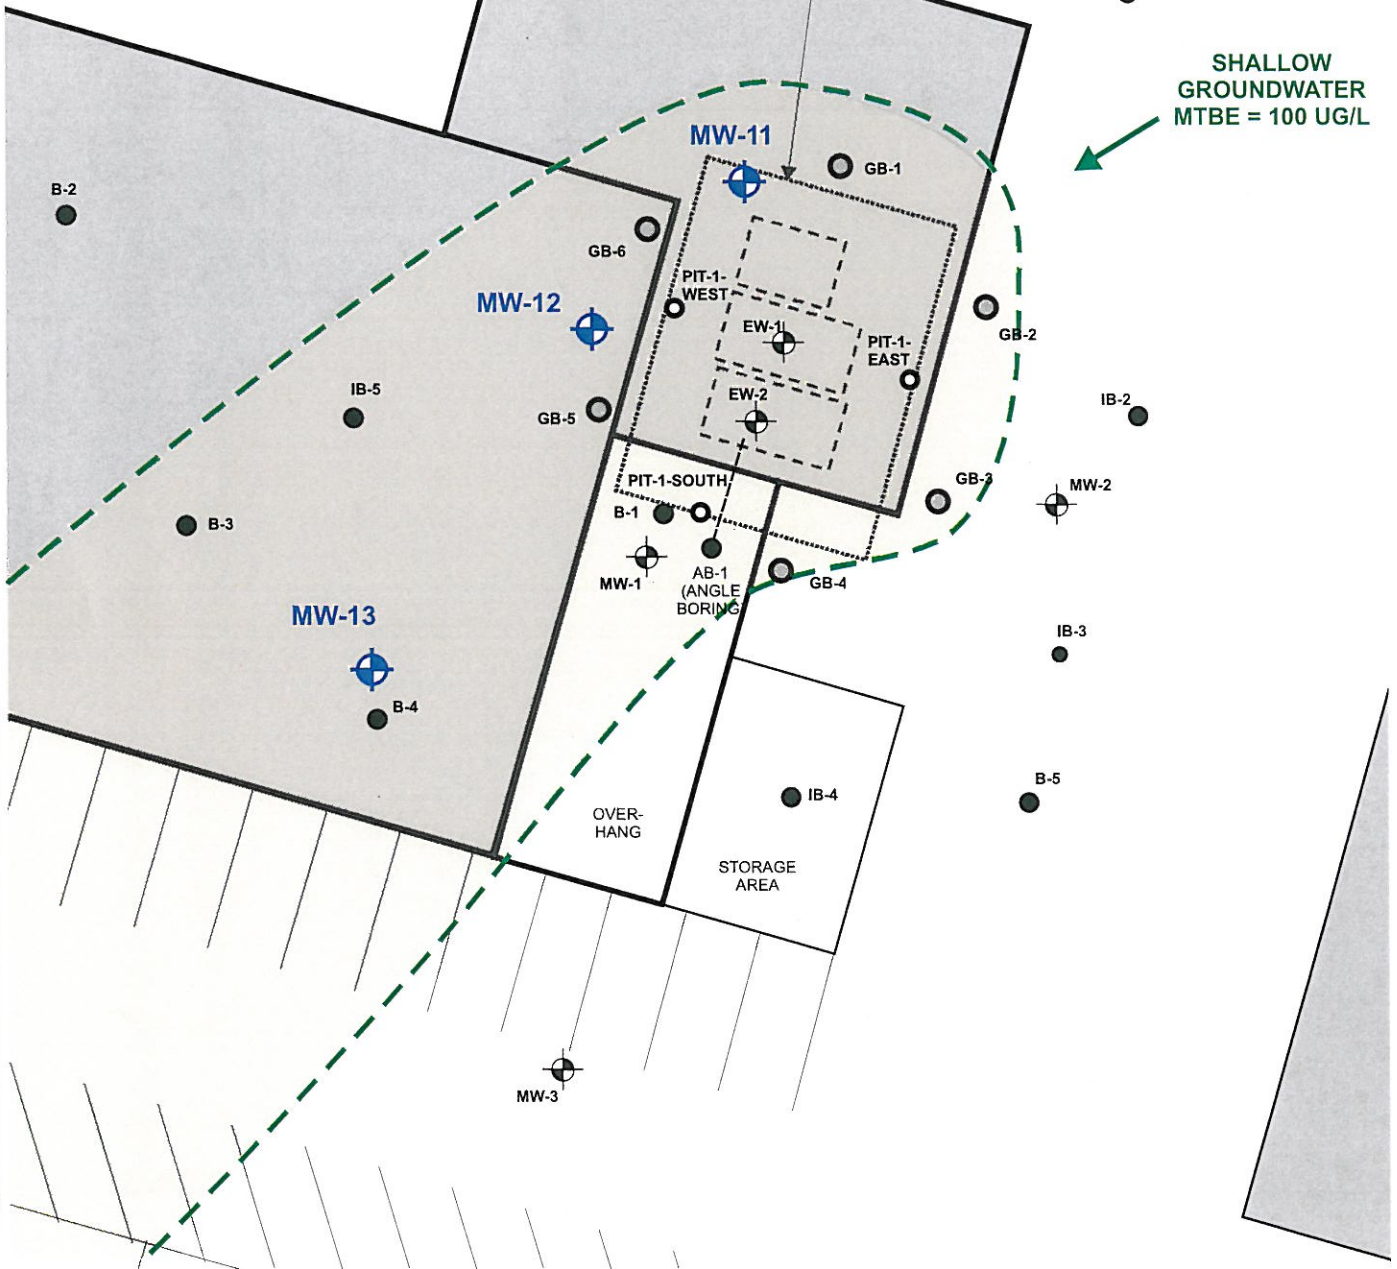 SHALLOW
GROUNDWATER
MTBE = 100 UG/L
MW-11
GB-1
B-2
GB-6
PIT-1-
WEST
MW-12
EW-1
GB-2
PIT-1-
EAST
IB-5
EW-2
IB-2
GB-5
PIT-1-SOUTH
GB-3
MW-2
B-1
B-3
MW-1
AB-1
(ANGLE
BORING)
GB-4
MW-13
IB-3
B-4
B-5
IB-4
OVER-
HANG
STORAGE
AREA
MW-3